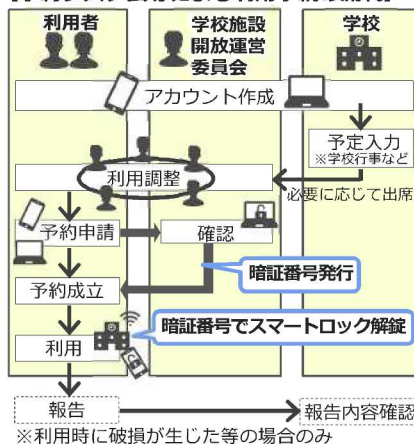 利用者
学校施設
開放運営
委員会
学校
アカウント作成
予定入力
※学校行事など
利用調整
必要に応じて出席
予約申請
確認
暗証番号発行
予約成立
暗証番号でスマートロック解錠
利用
報告
報告内容確認
※利用時に破損が生じた等の場合のみ